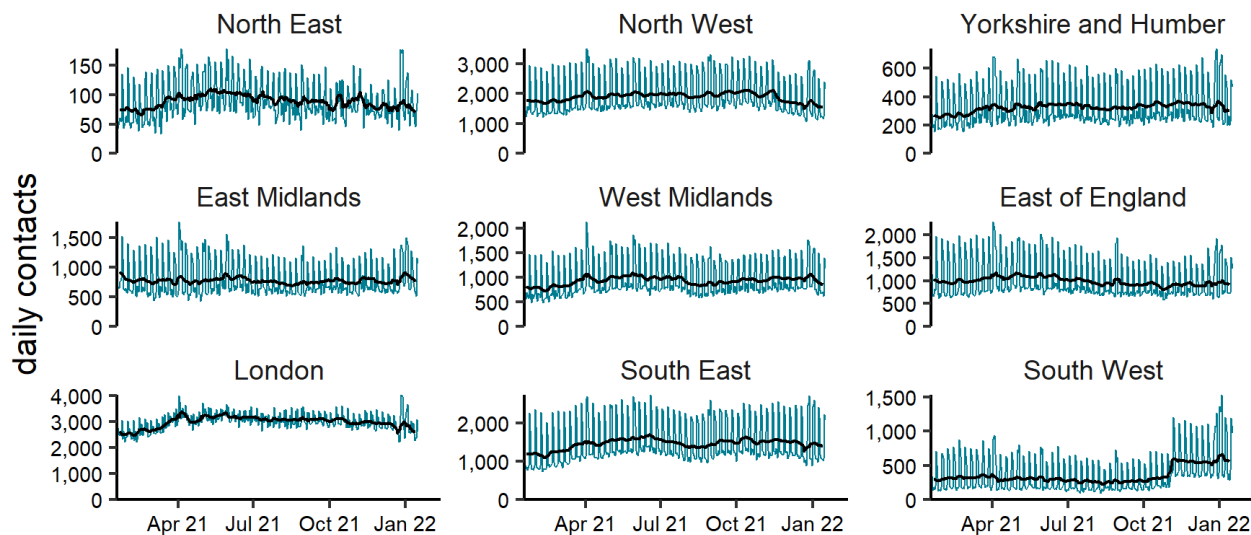 North East
North West
Yorkshire and Humber
150
100
50
0
3,000
2,000
1,000
0
600
400
200
0
daily contacts
East Midlands
West Midlands
East of England
1,500
1,000
500
0
2,000
1,500
1,000
500
0
2,000
1,500
1,000
500
0
London
South East
South West
4,000
3,000
2,000
1,000
0
2,000
1,000
0
1,500
1,000
500
0
Apr 21 Jul 21 Oct 21 Jan 22
Apr 21 Jul 21 Oct 21 Jan 22
Apr 21 Jul 21 Oct 21 Jan 22